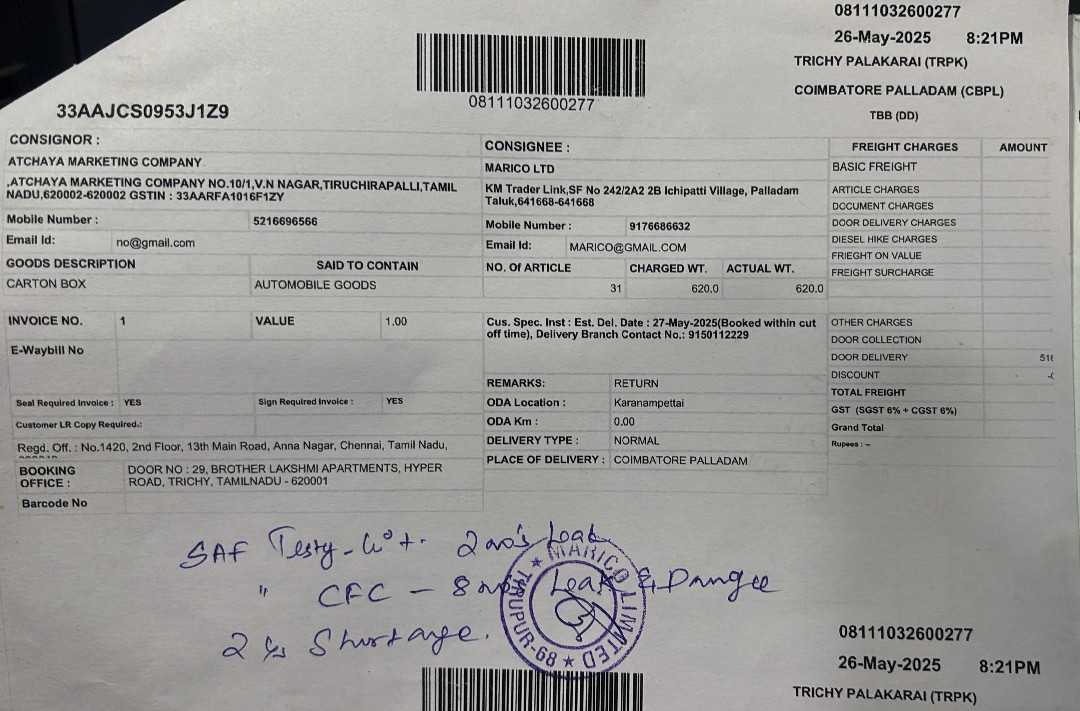 08111032600277
26-May-2025 8:21PM
TRICHY PALAKARAI (TRPK)
COIMBATORE PALLADAM (CBPL)
TBB (DD)
08111032600277
33AAJCS0953J1Z9
CONSIGNOR :
ATCHAYA MARKETING COMPANY
,ATCHAYA MARKETING COMPANY NO.10/1,V.N NAGAR,TIRUCHIRAPALLI,TAMIL
NADU,620002-620002 GSTIN : 33AARFA1016F1ZY
Mobile Number : 5216696566
Email Id: no@gmail.com
GOODS DESCRIPTION SAID TO CONTAIN
CARTON BOX AUTOMOBILE GOODS
INVOICE NO. 1 VALUE 1.00
E-Waybill No
Seal Required Invoice : YES Sign Required Invoice : YES
Customer LR Copy Required.:
Regd. Off. : No.1420, 2nd Floor, 13th Main Road, Anna Nagar, Chennai, Tamil Nadu,
BOOKING OFFICE : DOOR NO : 29, BROTHER LAKSHMI APARTMENTS, HYPER
ROAD, TRICHY, TAMILNADU - 620001
Barcode No
CONSIGNEE :
MARICO LTD
KM Trader Link,SF No 242/2A2 2B Ichipatti Village, Palladam
Taluk,641668-641668
Mobile Number : 9176686632
Email Id: MARICO@GMAIL.COM
NO. Of ARTICLE CHARGED WT. ACTUAL WT.
31 620.0 620.0
Cus. Spec. Inst : Est. Del. Date : 27-May-2025(Booked within cut
off time), Delivery Branch Contact No.: 9150112229
REMARKS: RETURN
ODA Location : Karanampettai
ODA Km : 0.00
DELIVERY TYPE : NORMAL
PLACE OF DELIVERY : COIMBATORE PALLADAM
FREIGHT CHARGES AMOUNT
BASIC FREIGHT
ARTICLE CHARGES
DOCUMENT CHARGES
DOOR DELIVERY CHARGES
DIESEL HIKE CHARGES
FRIEGHT ON VALUE
FREIGHT SURCHARGE
OTHER CHARGES
DOOR COLLECTION
DOOR DELIVERY 518
DISCOUNT
TOTAL FREIGHT
GST (SGST 6% + CGST 6%)
Grand Total
Rupees : --
SAF 2 no's Leak
" CFC - 8 Leak &
2 Shortage.
MARICO LIMITED
THIRUPUR-68
08111032600277
26-May-2025 8:21PM
TRICHY PALAKARAI (TRPK)